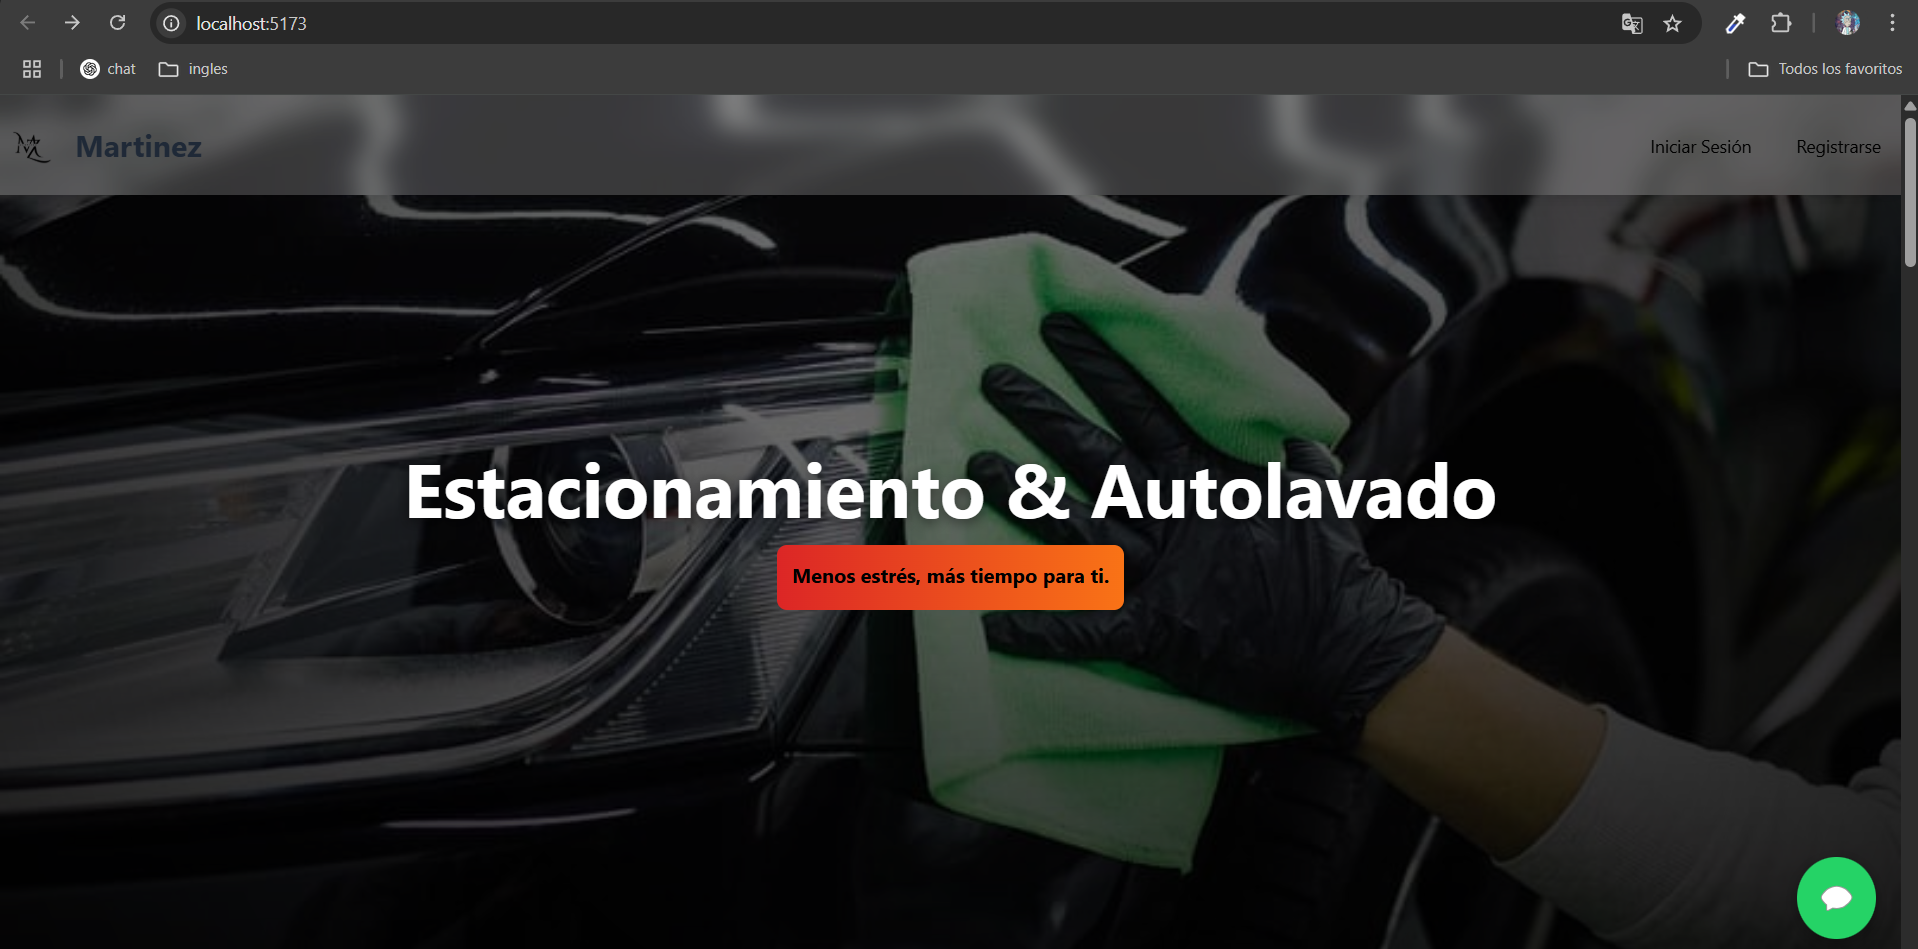 localhost:5173
chat
ingles
Todos los favoritos
Martinez
Iniciar Sesión
Registrarse
Estacionamiento & Autolavado
Menos estrés, más tiempo para ti.